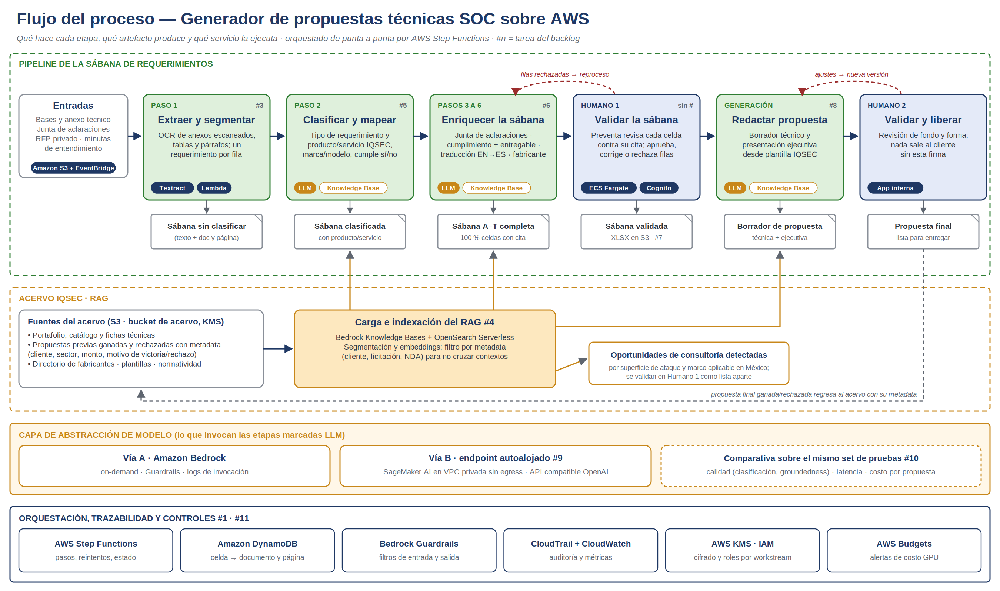 Flujo del proceso — Generador de propuestas técnicas SOC sobre AWS
Qué hace cada etapa, qué artefacto produce y qué servicio la ejecuta · orquestado de punta a punta por AWS Step Functions · #n = tarea del backlog
PIPELINE DE LA SÁBANA DE REQUERIMIENTOS
filas rechazadas → reproceso
ajustes → nueva versión
Entradas
Bases y anexo técnico
Junta de aclaraciones
RFP privado · minutas
de entendimiento
Amazon S3 + EventBridge
PASO 1 #3
Extraer y segmentar
OCR de anexos escaneados,
tablas y párrafos; un
requerimiento por fila
Textract Lambda
PASO 2 #5
Clasificar y mapear
Tipo de requerimiento y
producto/servicio IQSEC,
marca/modelo, cumple sí/no
LLM Knowledge Base
PASOS 3 A 6 #6
Enriquecer la sábana
Junta de aclaraciones ·
cumplimiento + entregable ·
traducción EN→ES · fabricante
LLM Knowledge Base
HUMANO 1 sin #
Validar la sábana
Preventa revisa cada celda
contra su cita; aprueba,
corrige o rechaza filas
ECS Fargate Cognito
GENERACIÓN #8
Redactar propuesta
Borrador técnico y
presentación ejecutiva
desde plantilla IQSEC
LLM Knowledge Base
HUMANO 2 —
Validar y liberar
Revisión de fondo y forma;
nada sale al cliente
sin esta firma
App interna
Sábana sin clasificar
(texto + doc y página)
Sábana clasificada
con producto/servicio
Sábana A–T completa
100 % celdas con cita
Sábana validada
XLSX en S3 · #7
Borrador de propuesta
técnica + ejecutiva
Propuesta final
lista para entregar
ACERVO IQSEC · RAG
Fuentes del acervo (S3 · bucket de acervo, KMS)
• Portafolio, catálogo y fichas técnicas
• Propuestas previas ganadas y rechazadas con metadata
(cliente, sector, monto, motivo de victoria/rechazo)
• Directorio de fabricantes · plantillas · normatividad
Carga e indexación del RAG #4
Bedrock Knowledge Bases + OpenSearch Serverless
Segmentación y embeddings; filtro por metadata
(cliente, licitación, NDA) para no cruzar contextos
Oportunidades de consultoría detectadas
por superficie de ataque y marco aplicable en México;
se validan en Humano 1 como lista aparte
propuesta final ganada/rechazada regresa al acervo con su metadata
CAPA DE ABSTRACCIÓN DE MODELO (lo que invocan las etapas marcadas LLM)
Vía A · Amazon Bedrock
on-demand · Guardrails · logs de invocación
Vía B · endpoint autoalojado #9
SageMaker AI en VPC privada sin egress · API compatible OpenAI
Comparativa sobre el mismo set de pruebas #10
calidad (clasificación, groundedness) · latencia · costo por propuesta
ORQUESTACIÓN, TRAZABILIDAD Y CONTROLES #1 · #11
AWS Step Functions
pasos, reintentos, estado
Amazon DynamoDB
celda → documento y página
Bedrock Guardrails
filtros de entrada y salida
CloudTrail + CloudWatch
auditoría y métricas
AWS KMS · IAM
cifrado y roles por workstream
AWS Budgets
alertas de costo GPU